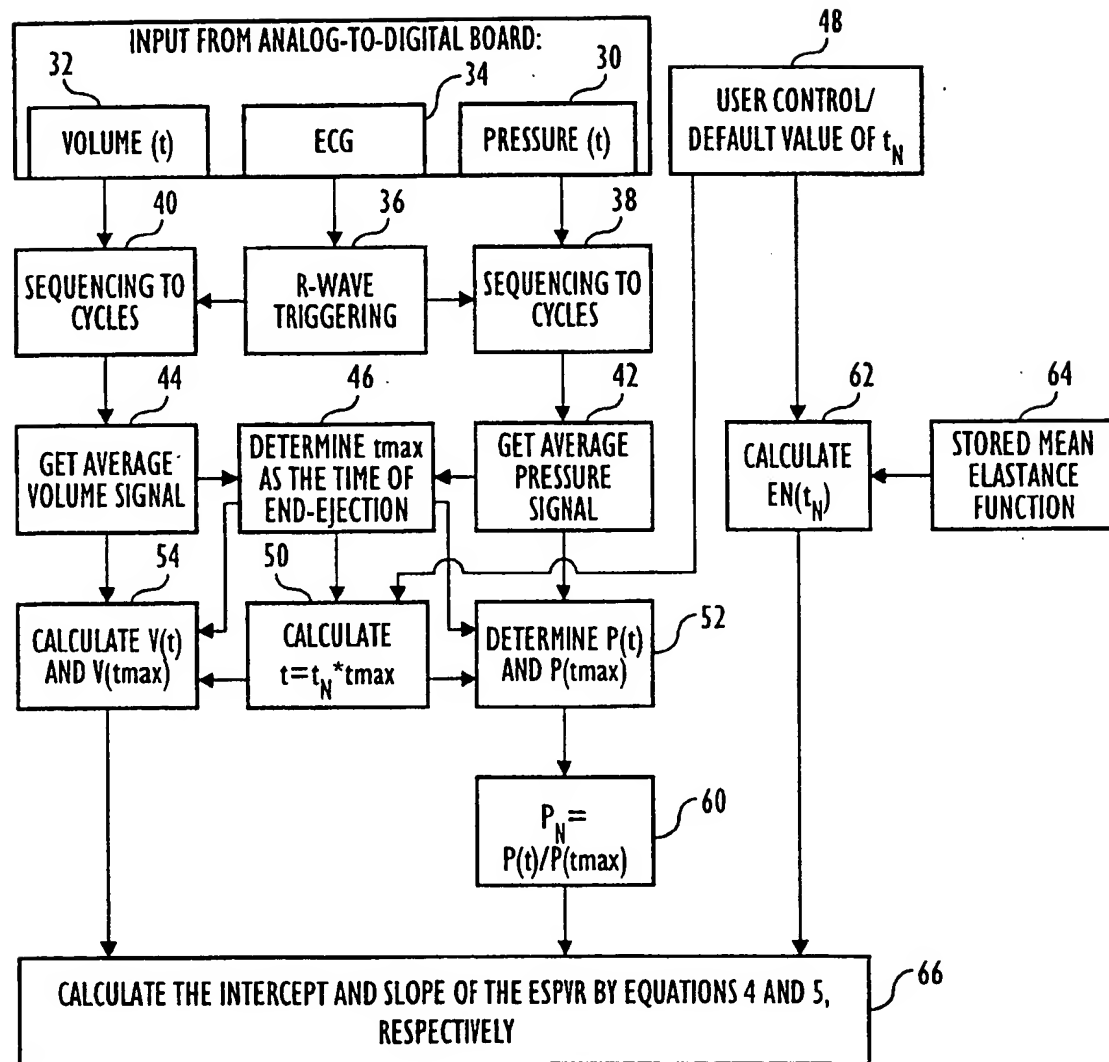 INPUT FROM ANALOG-TO-DIGITAL BOARD:
32
34
30
48
VOLUME (t)
ECG
PRESSURE (t)
USER CONTROL/
DEFAULT VALUE OF t_N
40
36
38
SEQUENCING TO
CYCLES
R-WAVE
TRIGGERING
SEQUENCING TO
CYCLES
44
46
42
62
64
GET AVERAGE
VOLUME SIGNAL
DETERMINE tmax
AS THE TIME OF
END-EJECTION
GET AVERAGE
PRESSURE
SIGNAL
CALCULATE
EN(t_N)
STORED MEAN
ELASTANCE
FUNCTION
54
50
52
CALCULATE V(t)
AND V(tmax)
CALCULATE
t=t_N*tmax
DETERMINE P(t)
AND P(tmax)
60
P_N=
P(t)/P(tmax)
66
CALCULATE THE INTERCEPT AND SLOPE OF THE ESPVR BY EQUATIONS 4 AND 5,
RESPECTIVELY